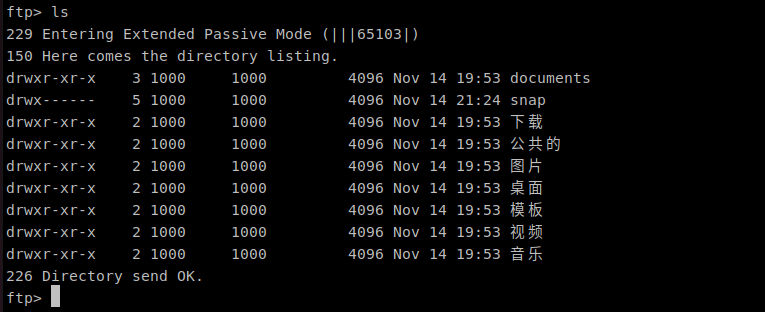 ftp> ls
229 Entering Extended Passive Mode (|||65103|)
150 Here comes the directory listing.
drwxr-xr-x    3 1000     1000         4096 Nov 14 19:53 documents
drwx------    5 1000     1000         4096 Nov 14 21:24 snap
drwxr-xr-x    2 1000     1000         4096 Nov 14 19:53 下载
drwxr-xr-x    2 1000     1000         4096 Nov 14 19:53 公共的
drwxr-xr-x    2 1000     1000         4096 Nov 14 19:53 图片
drwxr-xr-x    2 1000     1000         4096 Nov 14 19:53 桌面
drwxr-xr-x    2 1000     1000         4096 Nov 14 19:53 模板
drwxr-xr-x    2 1000     1000         4096 Nov 14 19:53 视频
drwxr-xr-x    2 1000     1000         4096 Nov 14 19:53 音乐
226 Directory send OK.
ftp>